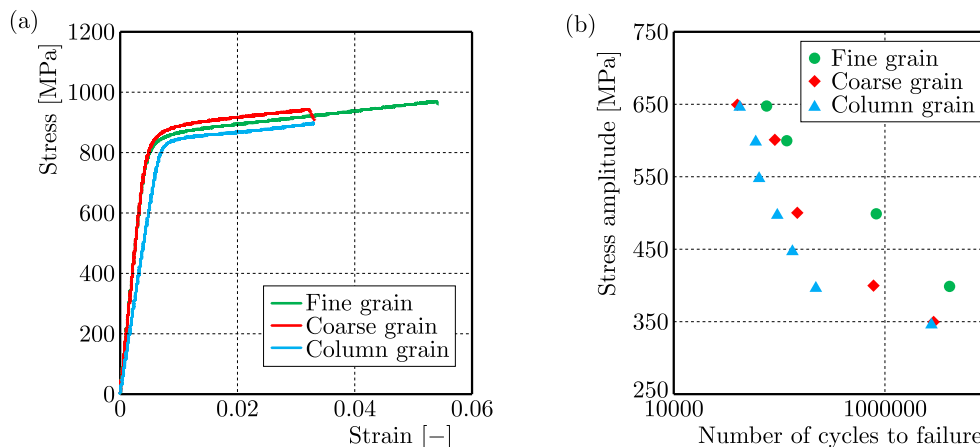 (a)
1200
1000
800
600
400
200
0
Stress [MPa]
0
0.02
0.04
0.06
Strain [−]
Fine grain
Coarse grain
Column grain
(b)
750
650
550
450
350
250
Stress amplitude [MPa]
10000
1000000
Number of cycles to failure
Fine grain
Coarse grain
Column grain